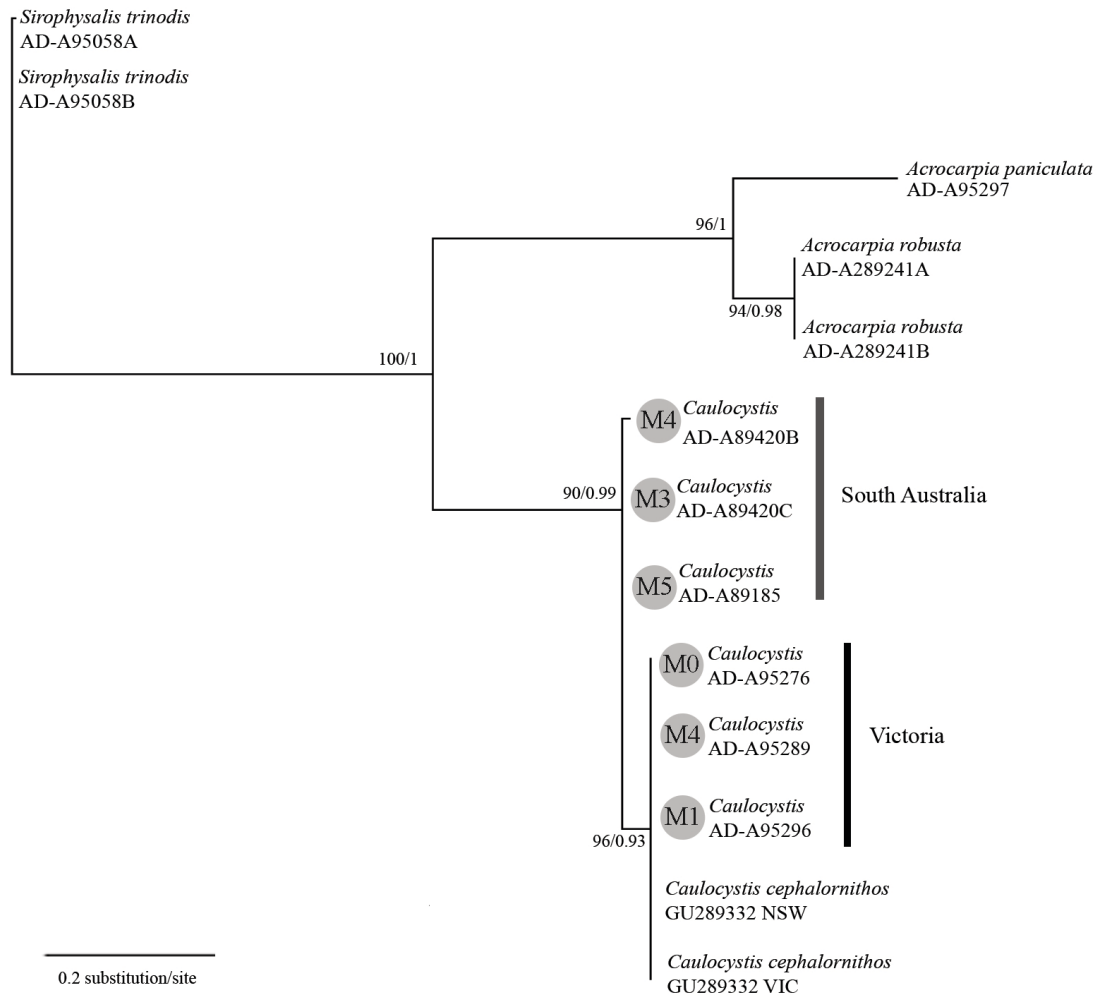 Sirophysalis trinodis
AD-A95058A
Sirophysalis trinodis
AD-A95058B
Acrocarpia paniculata
AD-A95297
96/1
Acrocarpia robusta
AD-A289241A
94/0.98
Acrocarpia robusta
AD-A289241B
100/1
M4
Caulocystis
AD-A89420B
90/0.99
M3
Caulocystis
AD-A89420C
South Australia
M5
Caulocystis
AD-A89185
M0
Caulocystis
AD-A95276
M4
Caulocystis
AD-A95289
Victoria
M1
Caulocystis
AD-A95296
96/0.93
Caulocystis cephalornithos
GU289332 NSW
Caulocystis cephalornithos
GU289332 VIC
0.2 substitution/site